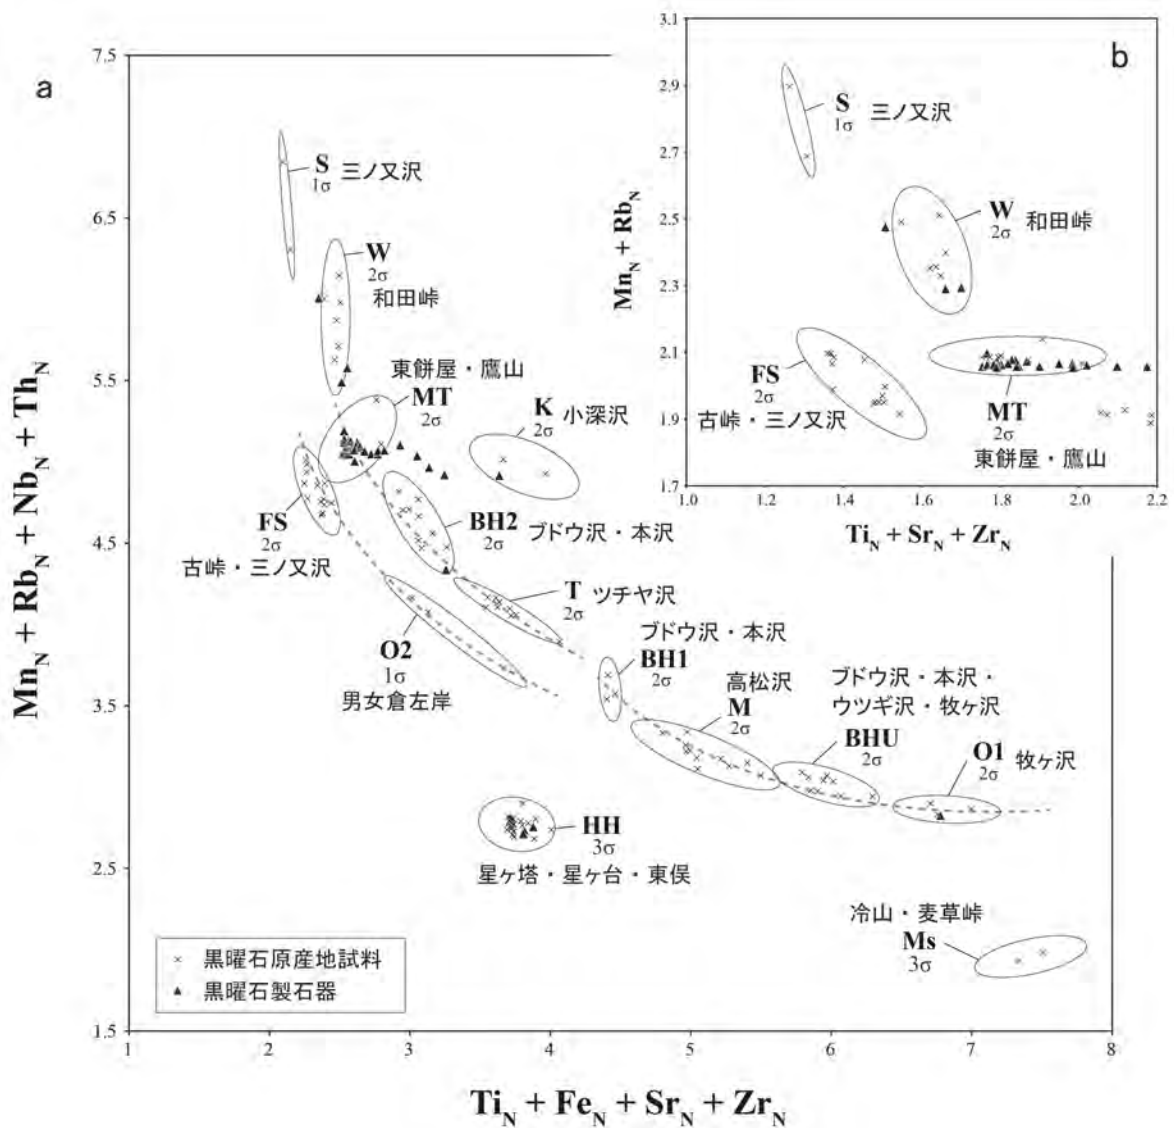 a
7.5
6.5
5.5
4.5
3.5
2.5
1.5
1
2
3
4
5
6
7
8
Mn_N + Rb_N + Nb_N + Th_N
Ti_N + Fe_N + Sr_N + Zr_N
S 三ノ又沢
1σ
W
2σ
和田峠
東餅屋・鷹山
MT
2σ
K 小深沢
2σ
FS
2σ
古峠・三ノ又沢
BH2 ブドウ沢・本沢
2σ
T ツチヤ沢
2σ
O2
1σ
男女倉左岸
ブドウ沢・本沢
BH1
2σ
高松沢
M
2σ
ブドウ沢・本沢・
ウツギ沢・牧ヶ沢
BHU
2σ
O1 牧ヶ沢
2σ
HH
3σ
星ヶ塔・星ヶ台・東俣
冷山・麦草峠
Ms
3σ
× 黒曜石原産地試料
▲ 黒曜石製石器
b
3.1
2.9
2.7
2.5
2.3
2.1
1.9
1.7
1.0
1.2
1.4
1.6
1.8
2.0
2.2
Mn_N + Rb_N
Ti_N + Sr_N + Zr_N
S 三ノ又沢
1σ
W 和田峠
2σ
FS
2σ
古峠・三ノ又沢
MT
2σ
東餅屋・鷹山